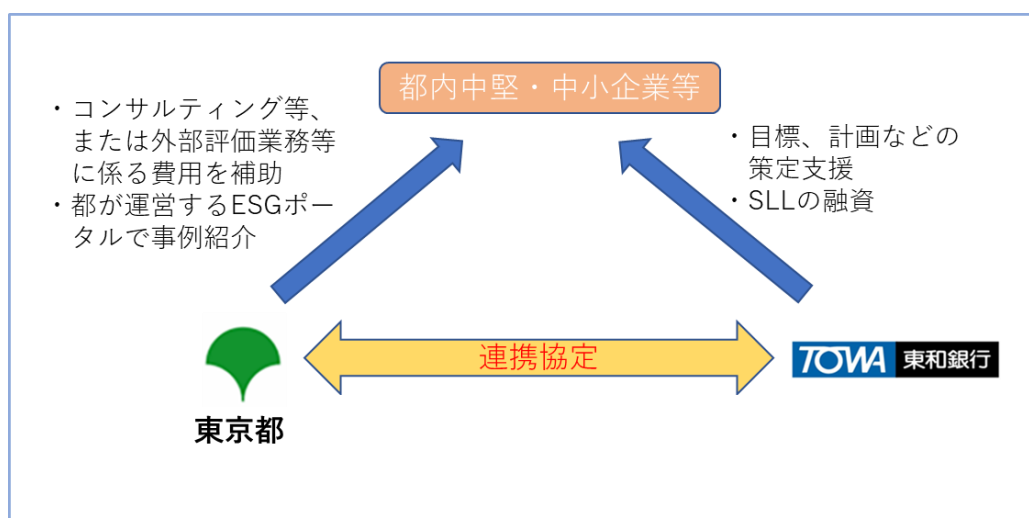 都内中堅・中小企業等
・コンサルティング等、
または外部評価業務等
に係る費用を補助
・都が運営するESGポー
タルで事例紹介
・目標、計画などの
策定支援
・SLLの融資
連携協定
東京都
TOWA 東和銀行